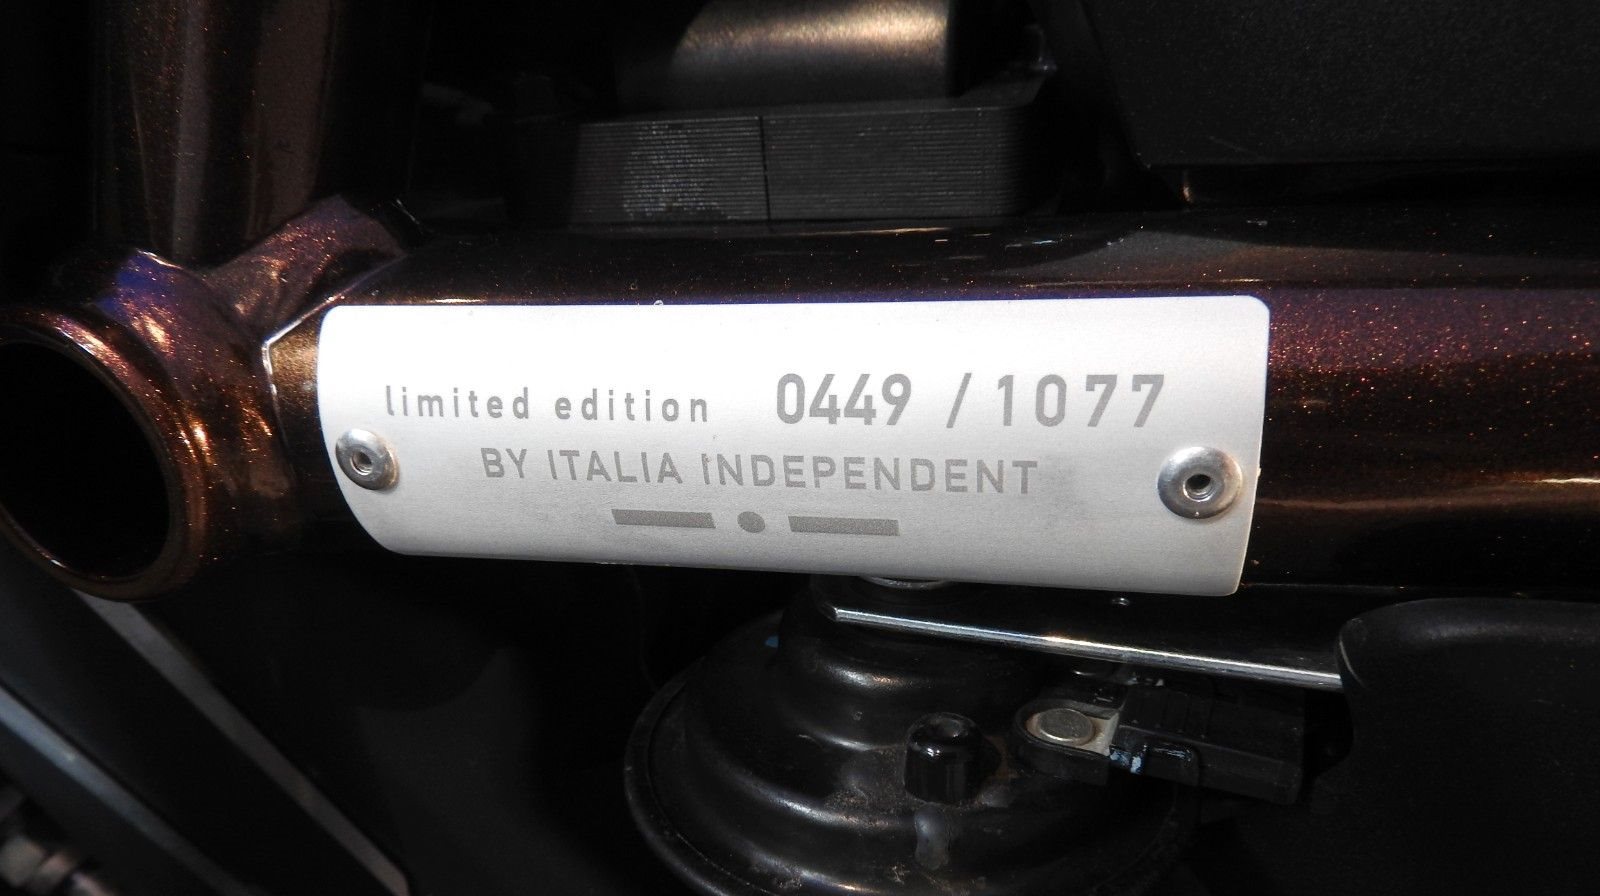 limited edition 0449 / 1077
BY ITALIA INDEPENDENT